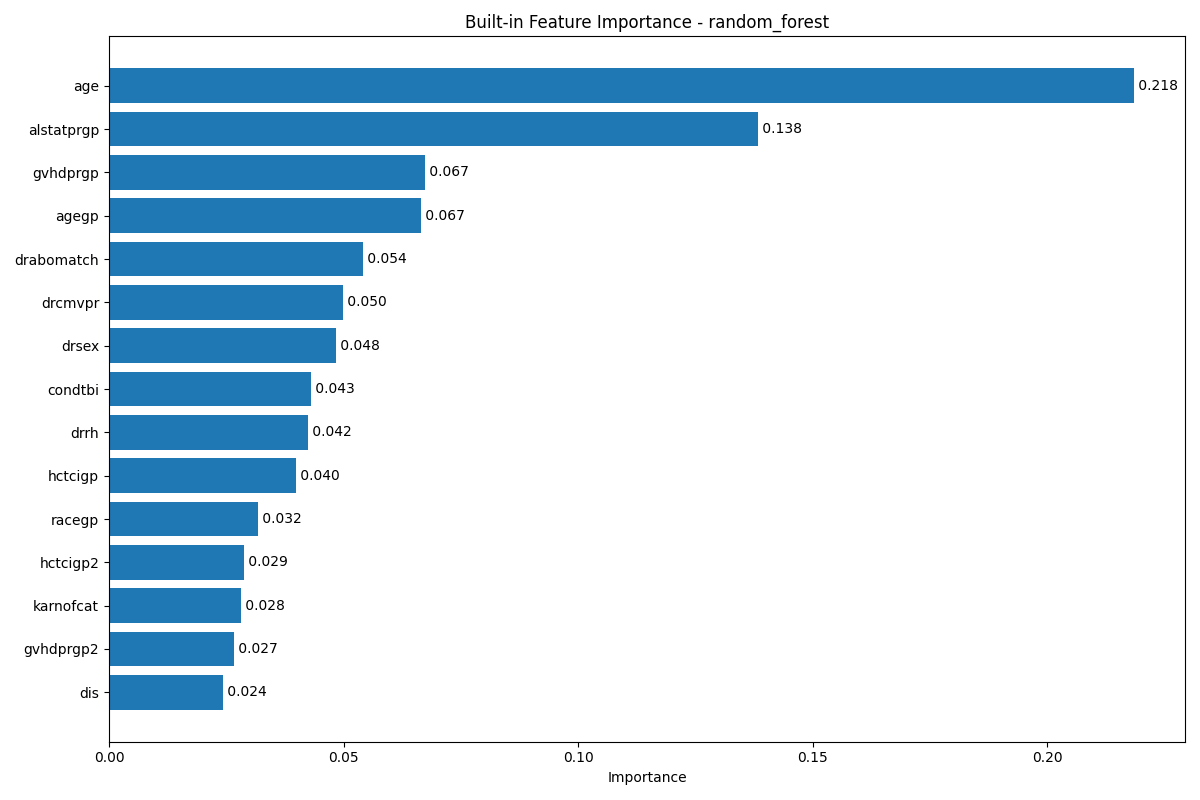 Built-in Feature Importance - random_forest
age 0.218
alstatprgp 0.138
gvhdprgp 0.067
agegp 0.067
drabomatch 0.054
drcmvpr 0.050
drsex 0.048
condtbi 0.043
drrh 0.042
hctcigp 0.040
racegp 0.032
hctcigp2 0.029
karnofcat 0.028
gvhdprgp2 0.027
dis 0.024
0.00 0.05 0.10 0.15 0.20
Importance